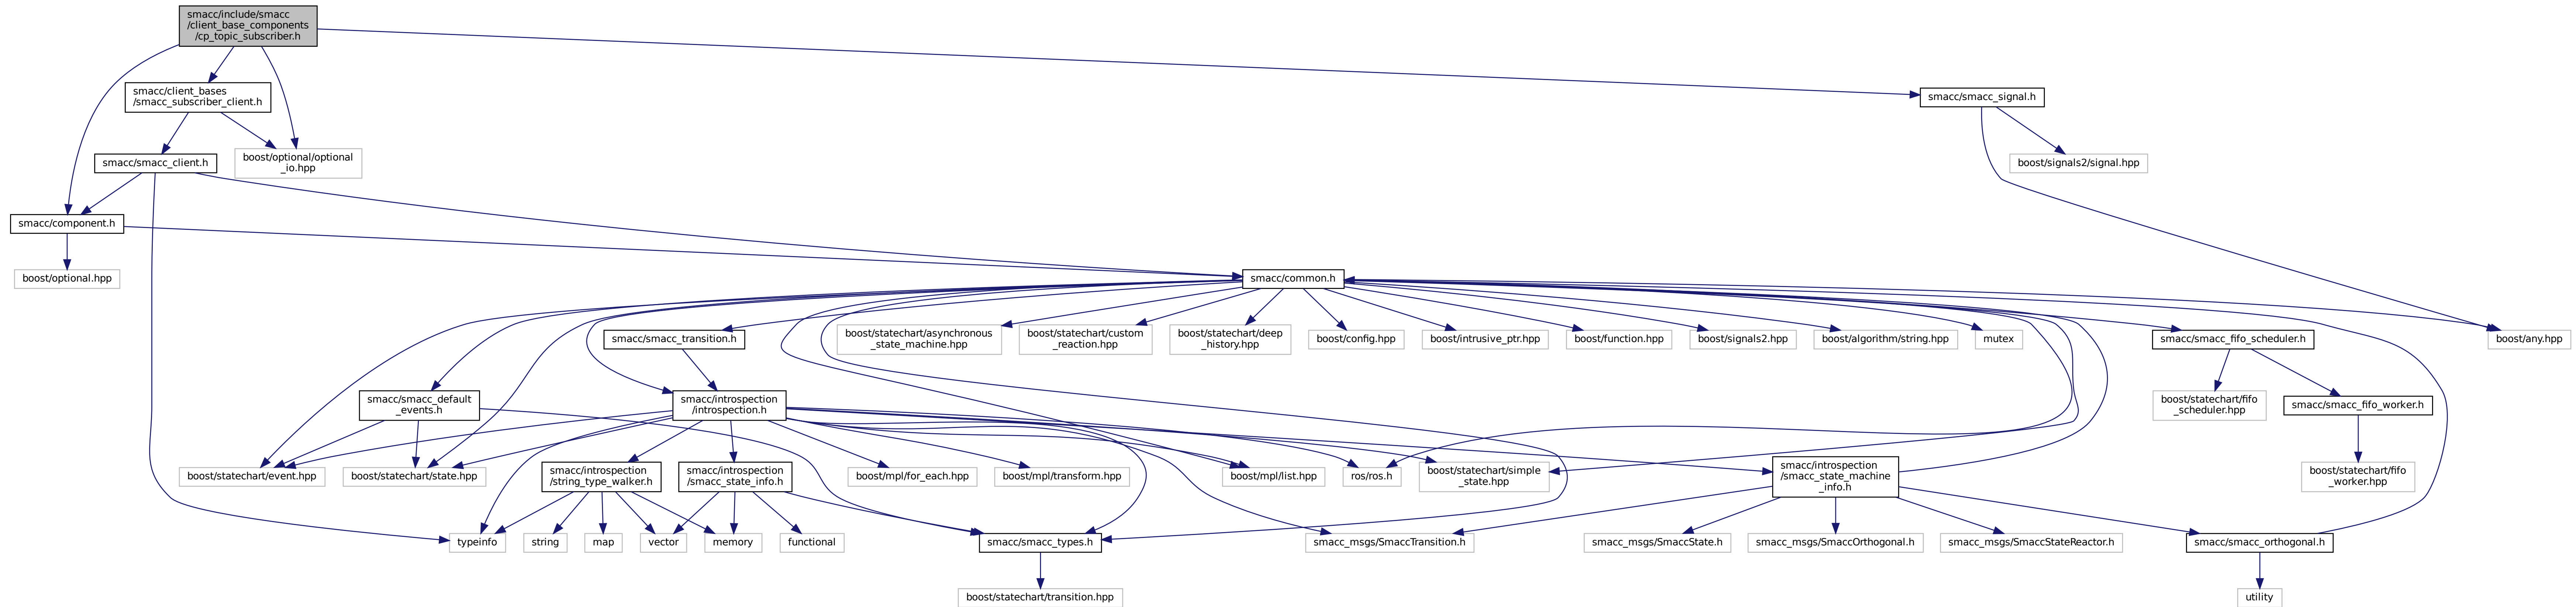 smacc/include/smacc
/client_base_components
/cp_topic_subscriber.h
smacc/client_bases
/smacc_subscriber_client.h
smacc/smacc_signal.h
smacc/smacc_client.h
boost/optional/optional
_io.hpp
boost/signals2/signal.hpp
smacc/component.h
boost/optional.hpp
smacc/common.h
smacc/smacc_transition.h
boost/statechart/asynchronous
_state_machine.hpp
boost/statechart/custom
_reaction.hpp
boost/statechart/deep
_history.hpp
boost/config.hpp
boost/intrusive_ptr.hpp
boost/function.hpp
boost/signals2.hpp
boost/algorithm/string.hpp
mutex
smacc/smacc_fifo_scheduler.h
boost/any.hpp
smacc/smacc_default
_events.h
smacc/introspection
/introspection.h
boost/statechart/fifo
_scheduler.hpp
smacc/smacc_fifo_worker.h
boost/statechart/event.hpp
boost/statechart/state.hpp
smacc/introspection
/string_type_walker.h
smacc/introspection
/smacc_state_info.h
boost/mpl/for_each.hpp
boost/mpl/transform.hpp
boost/mpl/list.hpp
ros/ros.h
boost/statechart/simple
_state.hpp
smacc/introspection
/smacc_state_machine
_info.h
boost/statechart/fifo
_worker.hpp
typeinfo
string
map
vector
memory
functional
smacc/smacc_types.h
smacc_msgs/SmaccTransition.h
smacc_msgs/SmaccState.h
smacc_msgs/SmaccOrthogonal.h
smacc_msgs/SmaccStateReactor.h
smacc/smacc_orthogonal.h
boost/statechart/transition.hpp
utility